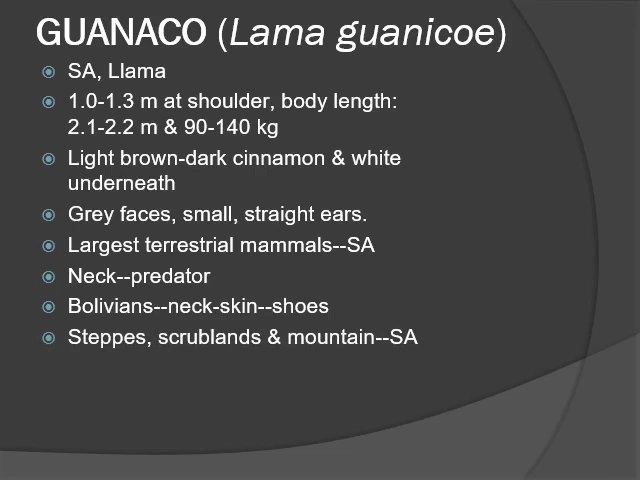 GUANACO (Lama guanicoe)
SA, Llama
1.0-1.3 m at shoulder, body length:
2.1-2.2 m & 90-140 kg
Light brown-dark cinnamon & white
underneath
Grey faces, small, straight ears.
Largest terrestrial mammals--SA
Neck--predator
Bolivians--neck-skin--shoes
Steppes, scrublands & mountain--SA